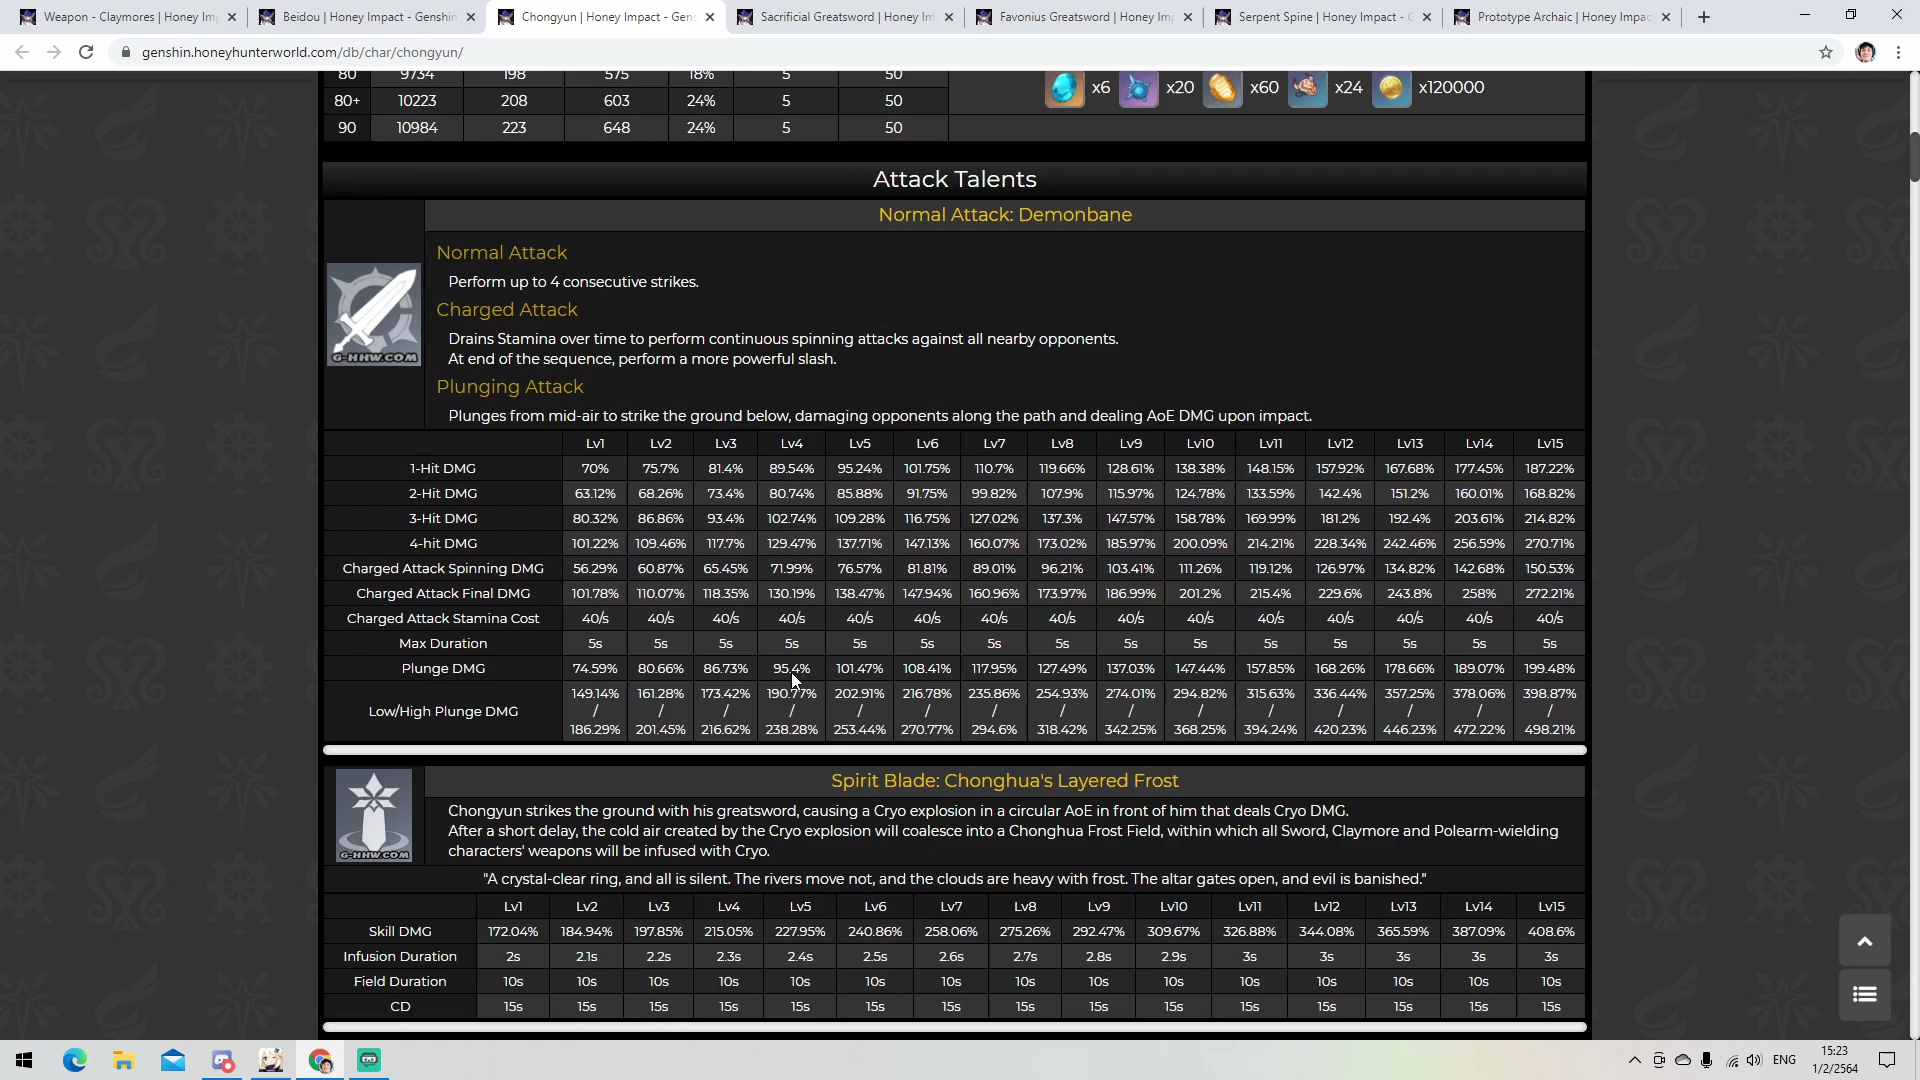 Weapon - Claymores | Honey Im
Beidou | Honey Impact - Genshin
Chongyun | Honey Impact - Gens
Sacrificial Greatsword | Honey Im
Favonius Greatsword | Honey Imp
Serpent Spine | Honey Impact - G
Prototype Archaic | Honey Impac
genshin.honeyhunterworld.com/db/char/chongyun/
80 9734 198 575 18% 5 50
80+ 10223 208 603 24% 5 50
x6 x20 x60 x24 x120000
90 10984 223 648 24% 5 50
Attack Talents
Normal Attack: Demonbane
G-HHW.COM
Normal Attack
Perform up to 4 consecutive strikes.
Charged Attack
Drains Stamina over time to perform continuous spinning attacks against all nearby opponents.
At end of the sequence, perform a more powerful slash.
Plunging Attack
Plunges from mid-air to strike the ground below, damaging opponents along the path and dealing AoE DMG upon impact.
Lv1 Lv2 Lv3 Lv4 Lv5 Lv6 Lv7 Lv8 Lv9 Lv10 Lv11 Lv12 Lv13 Lv14 Lv15
1-Hit DMG 70% 75.7% 81.4% 89.54% 95.24% 101.75% 110.7% 119.66% 128.61% 138.38% 148.15% 157.92% 167.68% 177.45% 187.22%
2-Hit DMG 63.12% 68.26% 73.4% 80.74% 85.88% 91.75% 99.82% 107.9% 115.97% 124.78% 133.59% 142.4% 151.2% 160.01% 168.82%
3-Hit DMG 80.32% 86.86% 93.4% 102.74% 109.28% 116.75% 127.02% 137.3% 147.57% 158.78% 169.99% 181.2% 192.4% 203.61% 214.82%
4-hit DMG 101.22% 109.46% 117.7% 129.47% 137.71% 147.13% 160.07% 173.02% 185.97% 200.09% 214.21% 228.34% 242.46% 256.59% 270.71%
Charged Attack Spinning DMG 56.29% 60.87% 65.45% 71.99% 76.57% 81.81% 89.01% 96.21% 103.41% 111.26% 119.12% 126.97% 134.82% 142.68% 150.53%
Charged Attack Final DMG 101.78% 110.07% 118.35% 130.19% 138.47% 147.94% 160.96% 173.97% 186.99% 201.2% 215.4% 229.6% 243.8% 258% 272.21%
Charged Attack Stamina Cost 40/s 40/s 40/s 40/s 40/s 40/s 40/s 40/s 40/s 40/s 40/s 40/s 40/s 40/s 40/s
Max Duration 5s 5s 5s 5s 5s 5s 5s 5s 5s 5s 5s 5s 5s 5s 5s
Plunge DMG 74.59% 80.66% 86.73% 95.4% 101.47% 108.41% 117.95% 127.49% 137.03% 147.44% 157.85% 168.26% 178.66% 189.07% 199.48%
149.14% 161.28% 173.42% 190.77% 202.91% 216.78% 235.86% 254.93% 274.01% 294.82% 315.63% 336.44% 357.25% 378.06% 398.87%
Low/High Plunge DMG / / / / / / / / / / / / / / /
186.29% 201.45% 216.62% 238.28% 253.44% 270.77% 294.6% 318.42% 342.25% 368.25% 394.24% 420.23% 446.23% 472.22% 498.21%
Spirit Blade: Chonghua's Layered Frost
G-HHW.COM
Chongyun strikes the ground with his greatsword, causing a Cryo explosion in a circular AoE in front of him that deals Cryo DMG.
After a short delay, the cold air created by the Cryo explosion will coalesce into a Chonghua Frost Field, within which all Sword, Claymore and Polearm-wielding
characters' weapons will be infused with Cryo.
"A crystal-clear ring, and all is silent. The rivers move not, and the clouds are heavy with frost. The altar gates open, and evil is banished."
Lv1 Lv2 Lv3 Lv4 Lv5 Lv6 Lv7 Lv8 Lv9 Lv10 Lv11 Lv12 Lv13 Lv14 Lv15
Skill DMG 172.04% 184.94% 197.85% 215.05% 227.95% 240.86% 258.06% 275.26% 292.47% 309.67% 326.88% 344.08% 365.59% 387.09% 408.6%
Infusion Duration 2s 2.1s 2.2s 2.3s 2.4s 2.5s 2.6s 2.7s 2.8s 2.9s 3s 3s 3s 3s 3s
Field Duration 10s 10s 10s 10s 10s 10s 10s 10s 10s 10s 10s 10s 10s 10s 10s
CD 15s 15s 15s 15s 15s 15s 15s 15s 15s 15s 15s 15s 15s 15s 15s
ENG
15:23
1/2/2564